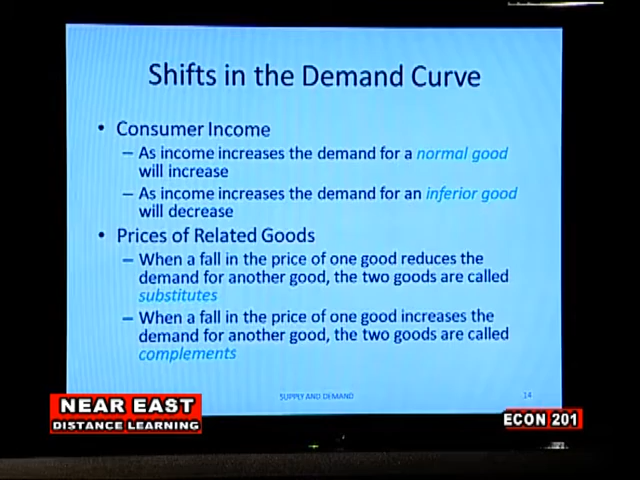 Shifts in the Demand Curve
• Consumer Income
– As income increases the demand for a normal good
will increase
– As income increases the demand for an inferior good
will decrease
• Prices of Related Goods
– When a fall in the price of one good reduces the
demand for another good, the two goods are called
substitutes
– When a fall in the price of one good increases the
demand for another good, the two goods are called
complements
SUPPLY AND DEMAND
14
NEAR EAST
DISTANCE LEARNING
ECON 201